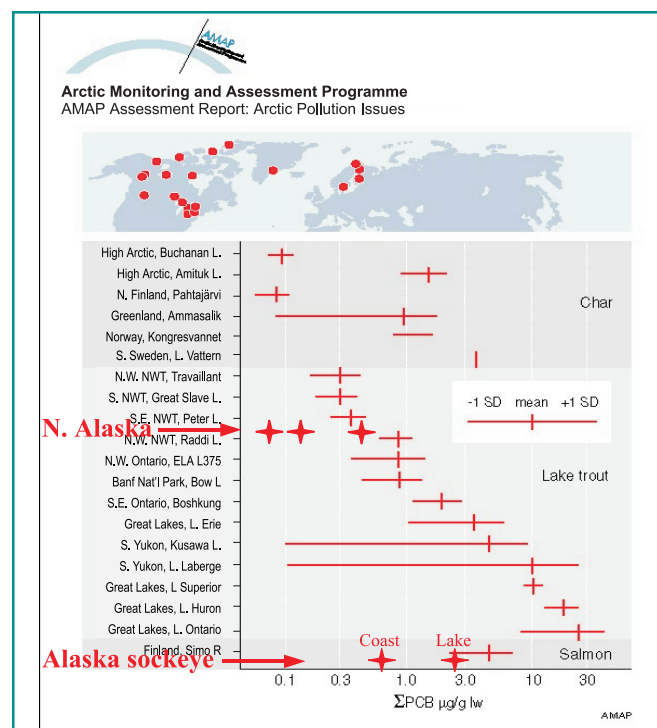 AMAP
Arctic Monitoring and Assessment Programme
AMAP Assessment Report: Arctic Pollution Issues
High Arctic, Buchanan L.
High Arctic, Amituk L.
N. Finland, Pahtajärvi
Char
Greenland, Ammasalik
Norway, Kongresvannet
S. Sweden, L. Vattern
N.W. NWT, Travaillant
-1 SD mean +1 SD
S. NWT, Great Slave L.
S.E. NWT, Peter L.
N. Alaska
N.W. NWT, Raddi L.
N.W. Ontario, ELA L375
Lake trout
Banf Nat'l Park, Bow L
S.E. Ontario, Boshkung
Great Lakes, L. Erie
S. Yukon, Kusawa L.
S. Yukon, L. Laberge
Great Lakes, L Superior
Great Lakes, L. Huron
Great Lakes, L. Ontario
Coast Lake
Finland, Simo R
Salmon
Alaska sockeye
0.1 0.3 1.0 3.0 10 30
ΣPCB µg/g lw
AMAP